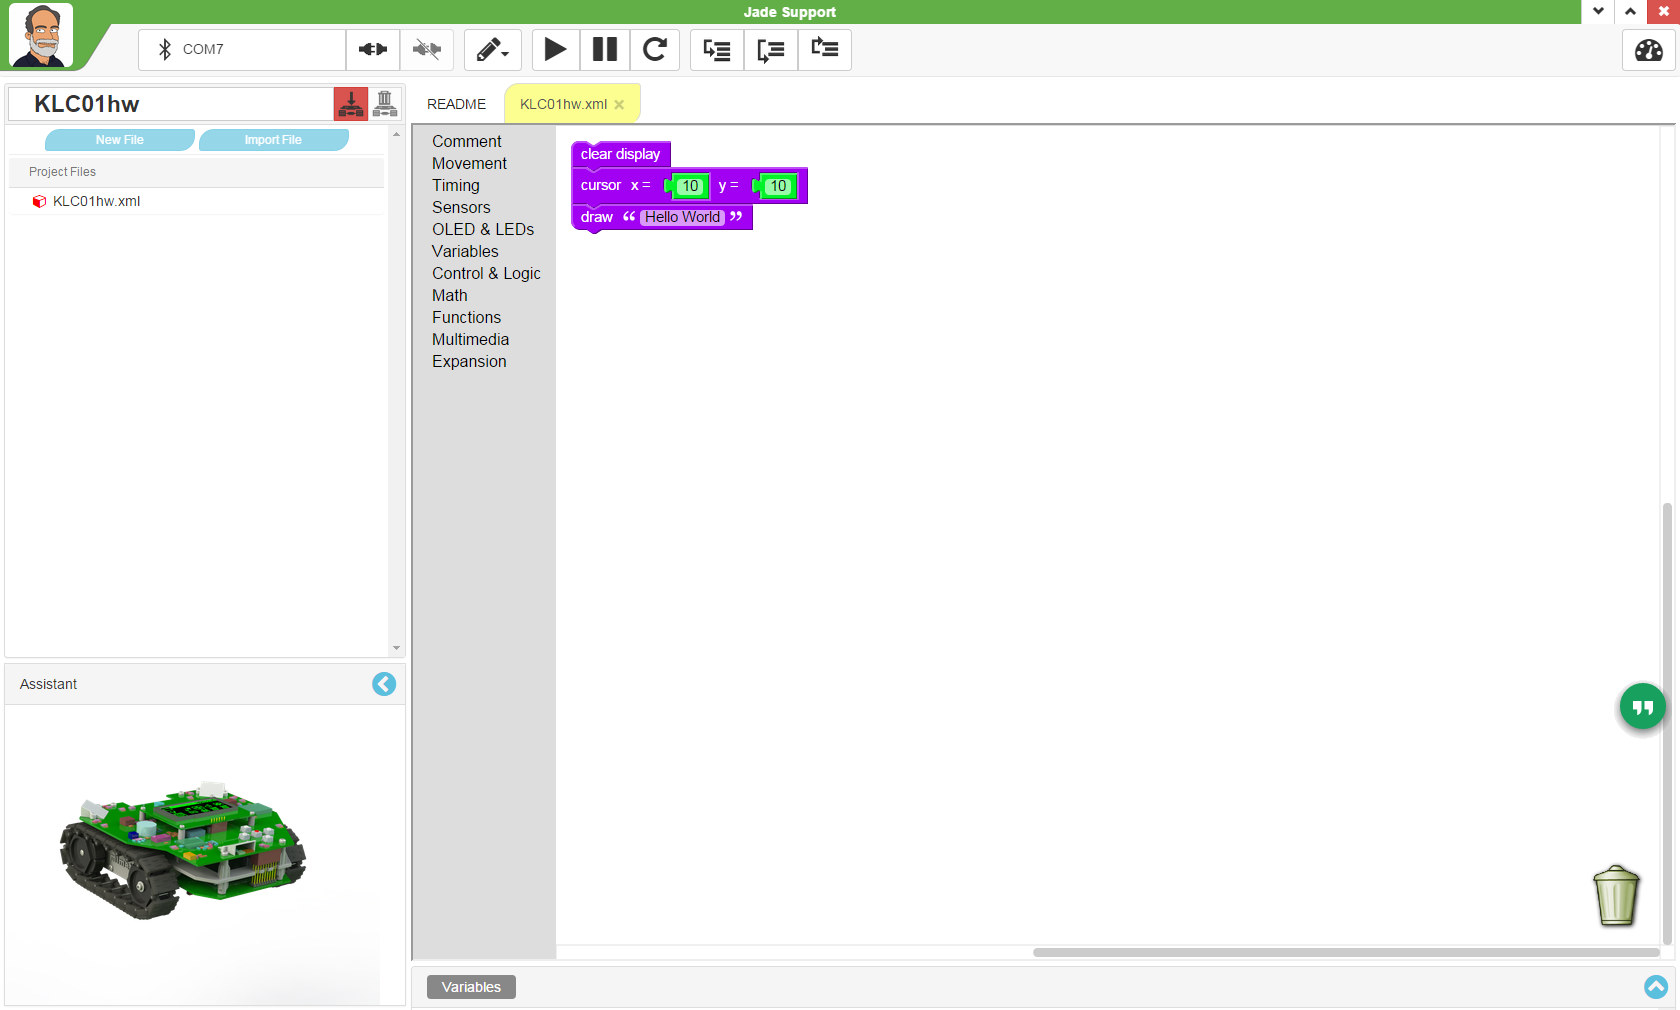 Jade Support
COM7
KLC01hw
New File
Import File
Project Files
KLC01hw.xml
README
KLC01hw.xml
Comment
Movement
Timing
Sensors
OLED & LEDs
Variables
Control & Logic
Math
Functions
Multimedia
Expansion
clear display
cursor x = 10 y = 10
draw “ Hello World ”
Assistant
Variables